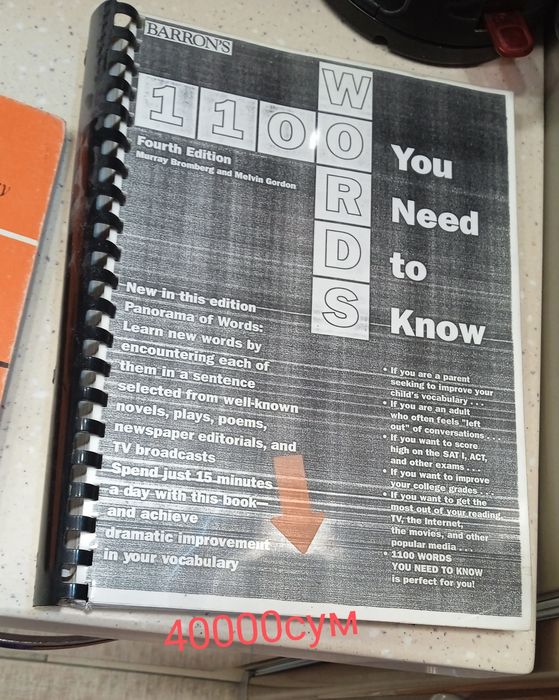 BARRON'S
1100
WORDS
Fourth Edition
Murray Bromberg and Melvin Gordon
You
Need
to
Know
New in this edition
Panorama of Words:
Learn new words by
encountering each of
them in a sentence
selected from well-known
novels, plays, poems,
newspaper editorials, and
TV broadcasts
Spend just 15 minutes
a day with this book—
and achieve
dramatic improvement
in your vocabulary
• If you are a parent
seeking to improve your
child's vocabulary . . .
• If you are an adult
who often feels "left
out" of conversations . . .
• If you want to score
high on the SAT I, ACT,
and other exams . . .
• If you want to improve
your college grades . . .
• If you want to get the
most out of your reading,
TV, the Internet,
the movies, and other
popular media . . .
• 1100 WORDS
YOU NEED TO KNOW
is perfect for you!
40000сум